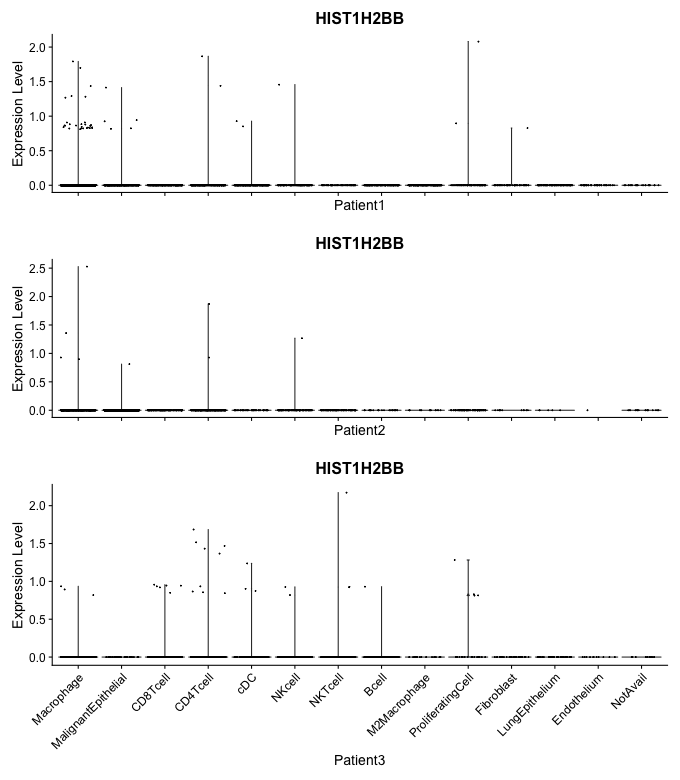 HIST1H2BB
Expression Level
2.0
1.5
1.0
0.5
0.0
Patient1
HIST1H2BB
Expression Level
2.5
2.0
1.5
1.0
0.5
0.0
Patient2
HIST1H2BB
Expression Level
2.0
1.5
1.0
0.5
0.0
Macrophage
MalignantEpithelial
CD8Tcell
CD4Tcell
cDC
NKcell
NKTcell
Bcell
M2Macrophage
ProliferatingCell
Fibroblast
LungEpithelium
Endothelium
NotAvail
Patient3